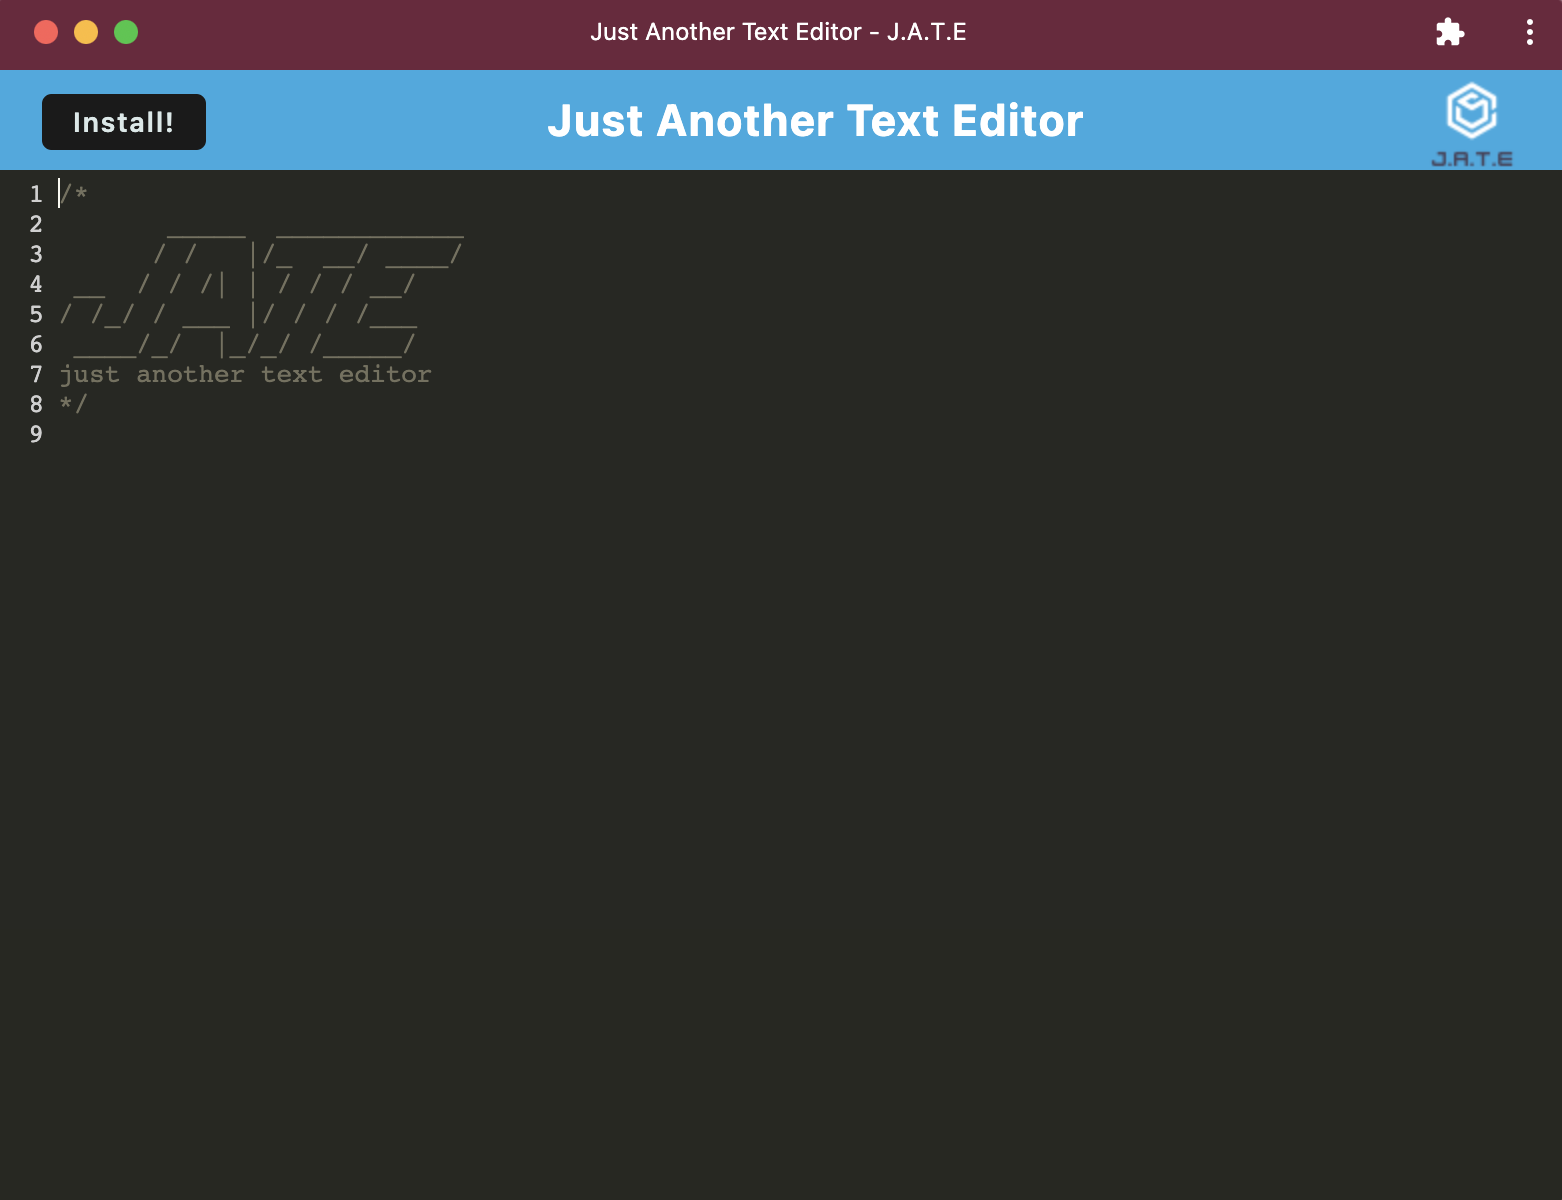 Just Another Text Editor - J.A.T.E
Install!
Just Another Text Editor
J.A.T.E
1 /*
2        _____  ____________
3       / /   |/_  __/ ____/
4  __  / / /| | / / / __/
5 / /_/ / ___ |/ / / /___
6  ____/_/  |_/_/ /_____/
7 just another text editor
8 */
9